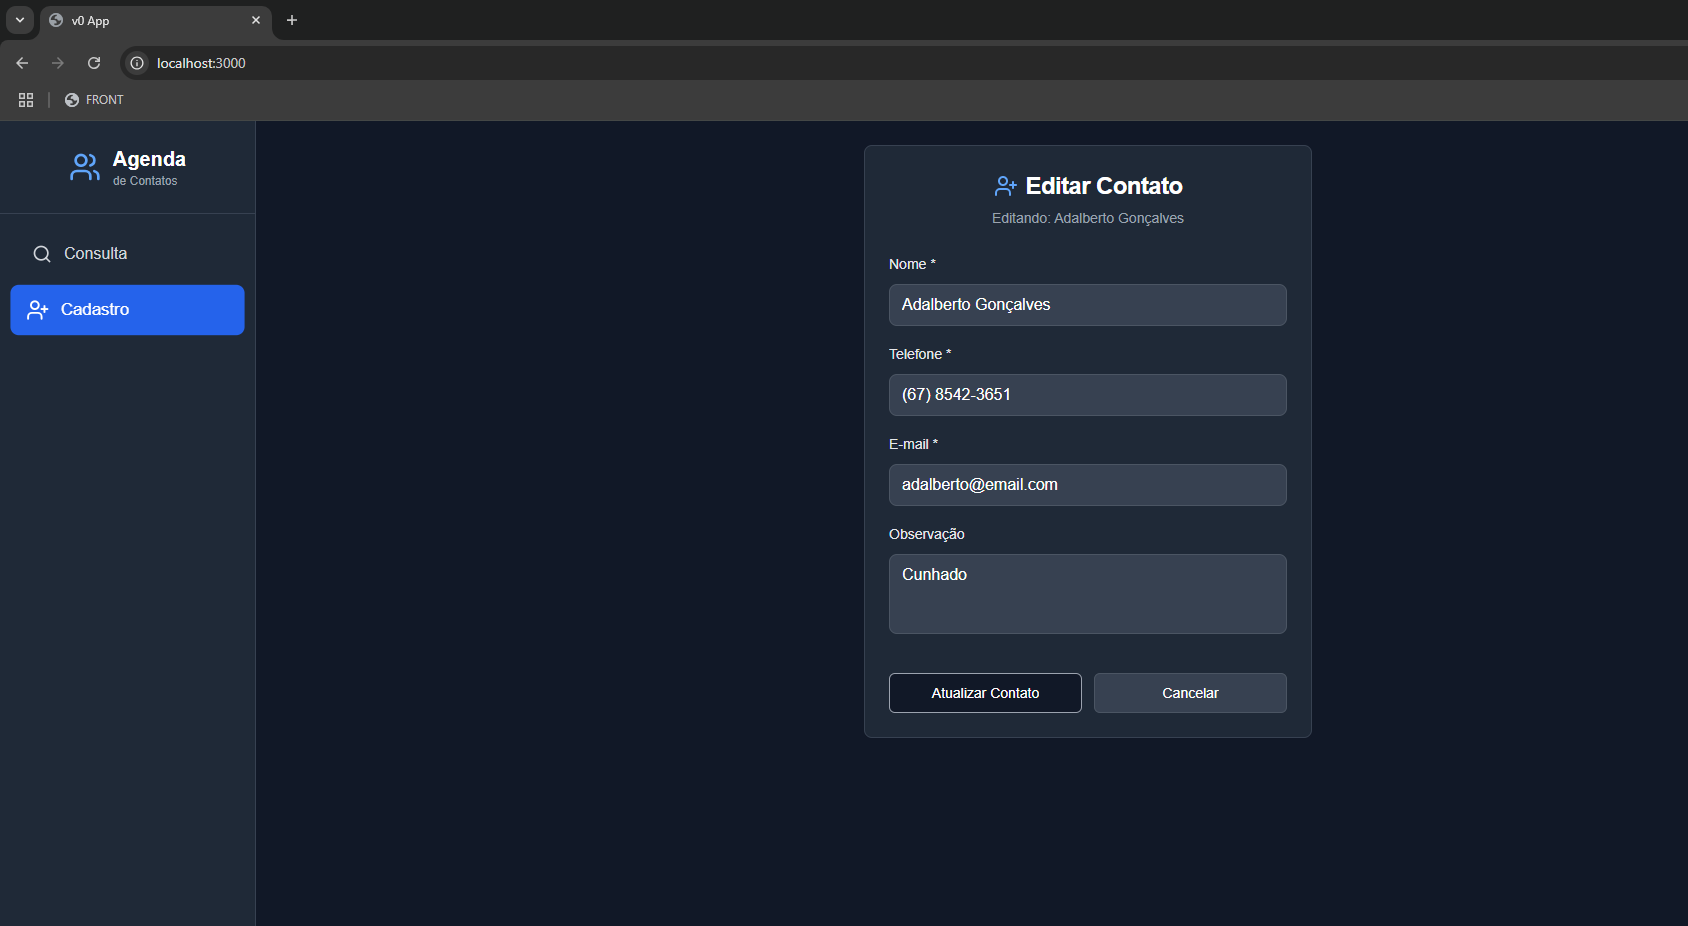 v0 App
localhost:3000
FRONT
Agenda
de Contatos
Consulta
Cadastro
Editar Contato
Editando: Adalberto Gonçalves
Nome *
Adalberto Gonçalves
Telefone *
(67) 8542-3651
E-mail *
adalberto@email.com
Observação
Cunhado
Atualizar Contato
Cancelar